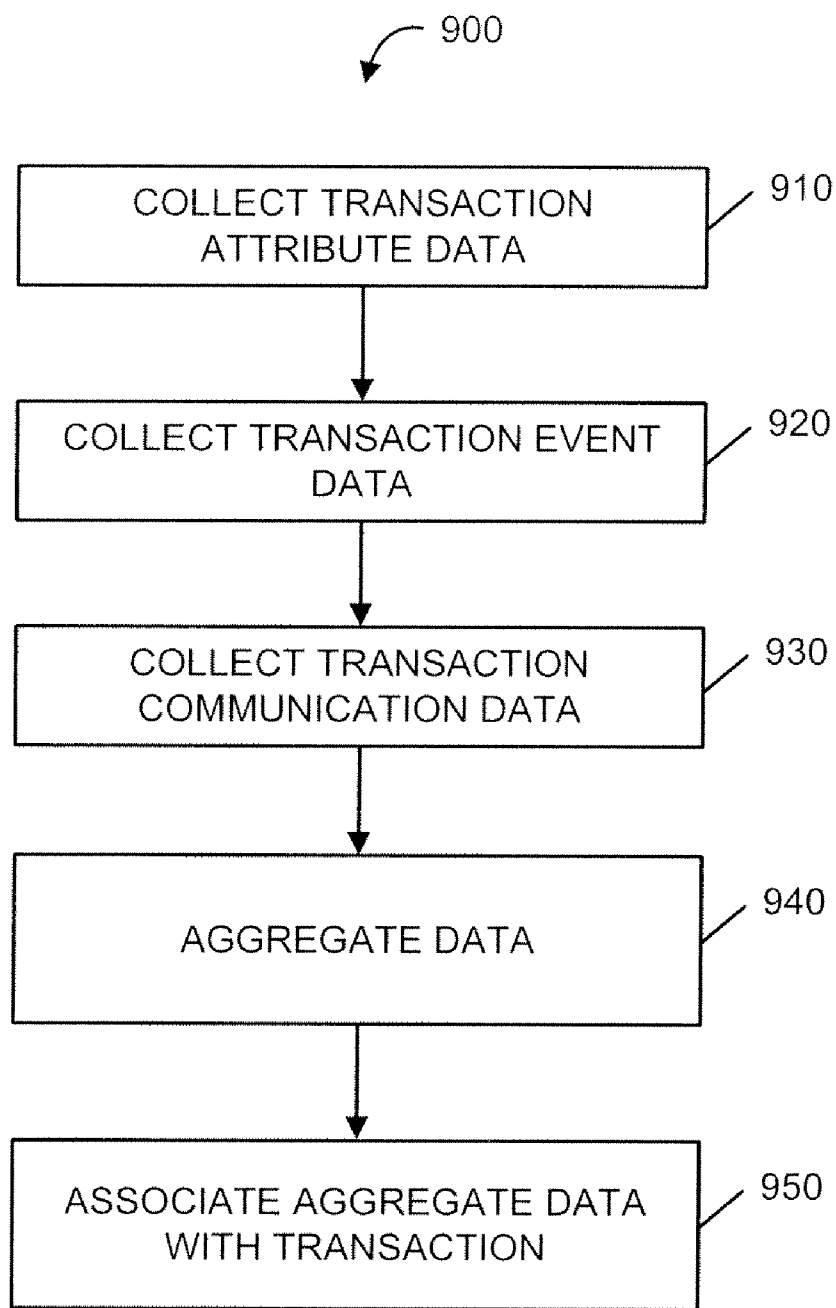 900
COLLECT TRANSACTION
ATTRIBUTE DATA
910
COLLECT TRANSACTION EVENT
DATA
920
COLLECT TRANSACTION
COMMUNICATION DATA
930
AGGREGATE DATA
940
ASSOCIATE AGGREGATE DATA
WITH TRANSACTION
950